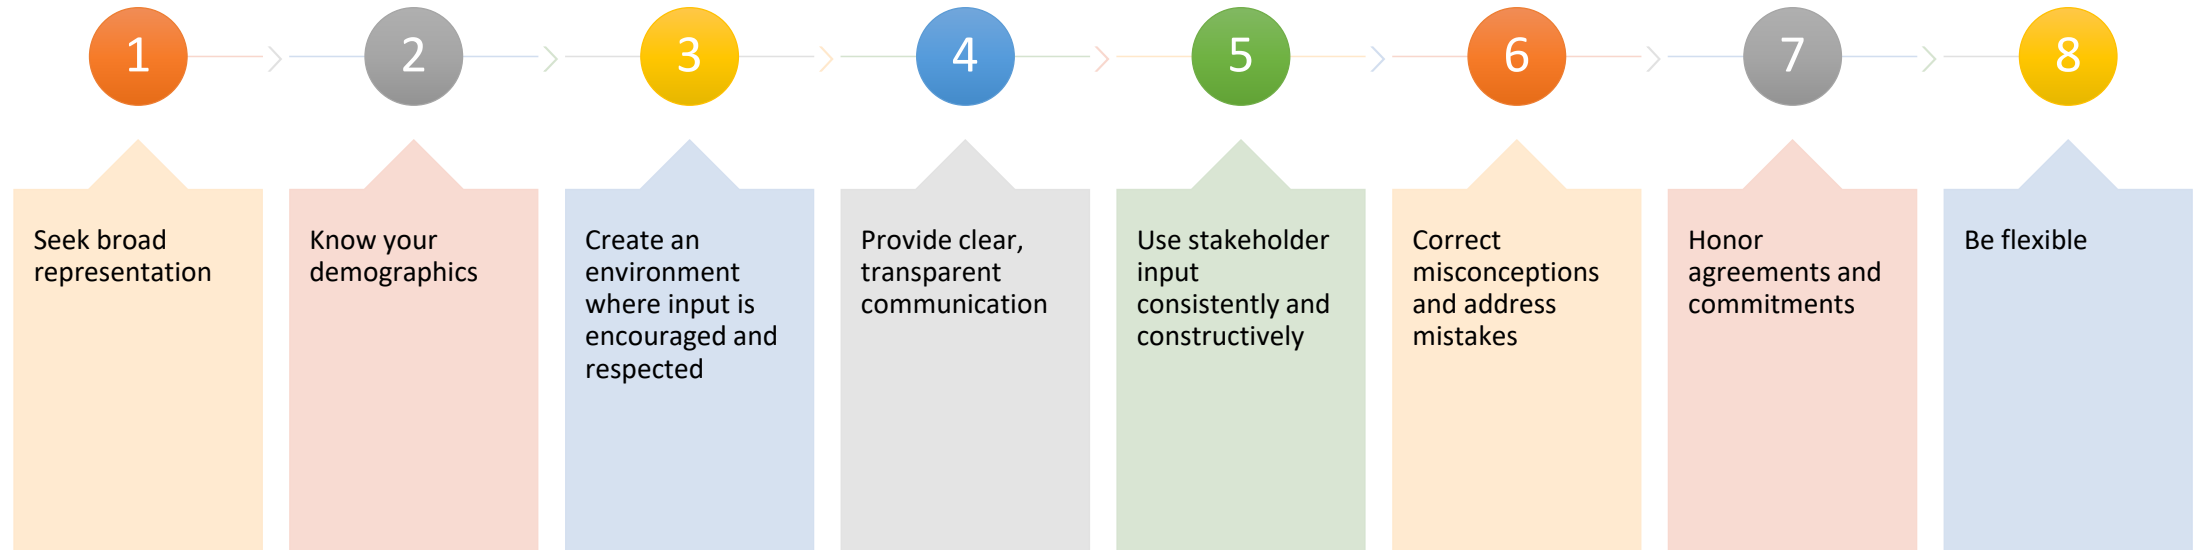 1
2
3
4
5
6
7
8
Seek broad
representation
Know your
demographics
Create an
environment
where input is
encouraged and
respected
Provide clear,
transparent
communication
Use stakeholder
input
consistently and
constructively
Correct
misconceptions
and address
mistakes
Honor
agreements and
commitments
Be flexible